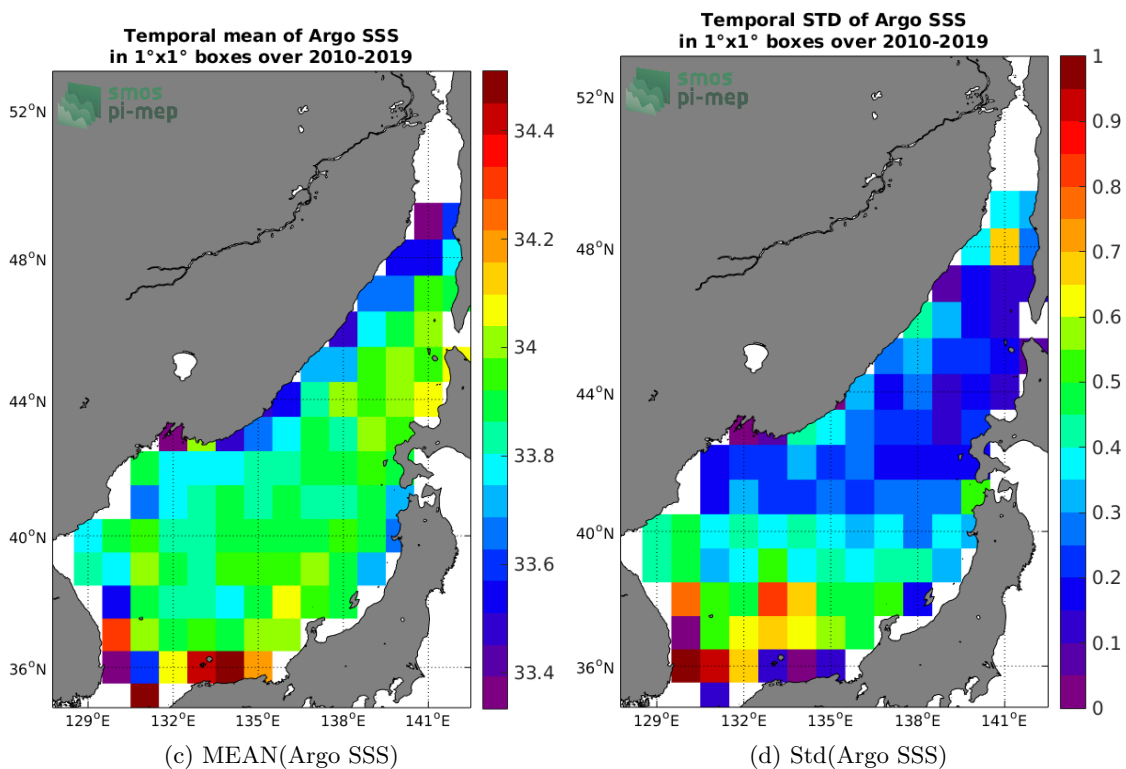 Temporal mean of Argo SSS
in 1°x1° boxes over 2010-2019
smos
pi-mep
52°N
48°N
44°N
40°N
36°N
129°E 132°E 135°E 138°E 141°E
34.4
34.2
34
33.8
33.6
33.4
(c) MEAN(Argo SSS)
Temporal STD of Argo SSS
in 1°x1° boxes over 2010-2019
smos
pi-mep
52°N
48°N
44°N
40°N
36°N
129°E 132°E 135°E 138°E 141°E
1
0.9
0.8
0.7
0.6
0.5
0.4
0.3
0.2
0.1
0
(d) Std(Argo SSS)